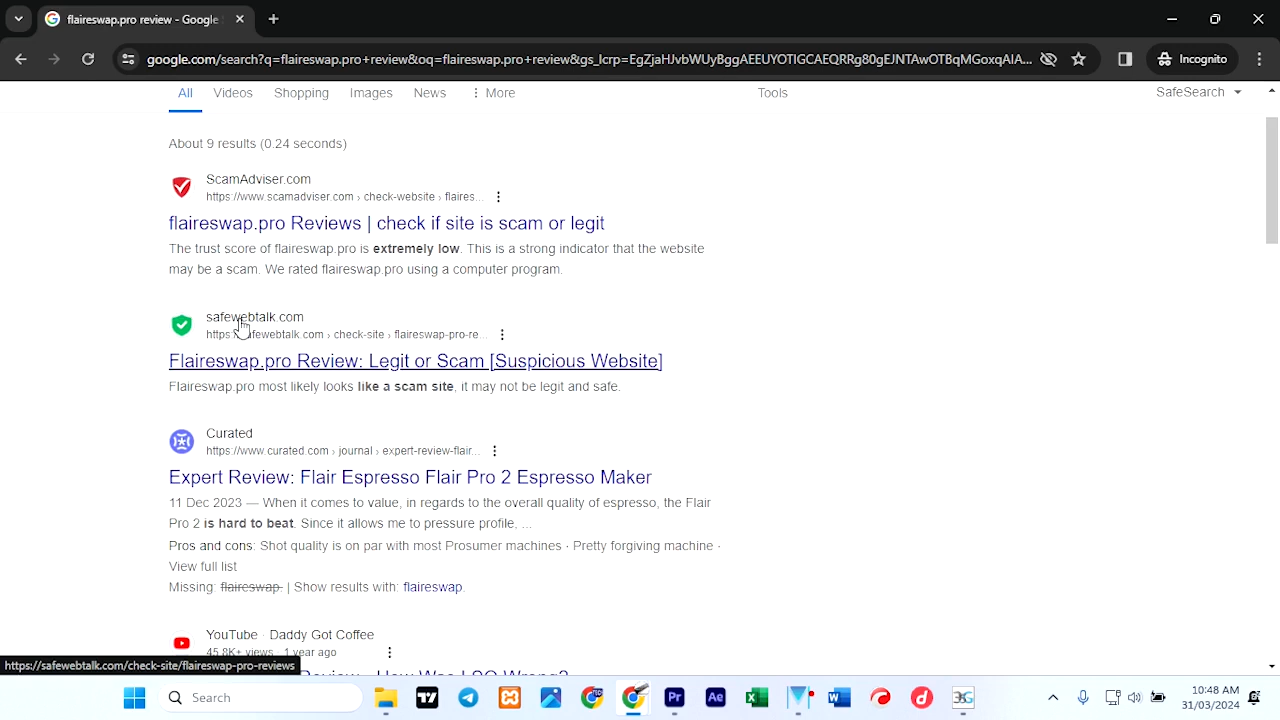 flaireswap.pro review - Google
google.com/search?q=flaireswap.pro+review&oq=flaireswap.pro+review&gs_lcrp=EgZjaHJvbWUyBggAEEUYOTIGCAEQRRg80gEJNTAwOTBqMGoxqAIA...
Incognito
All Videos Shopping Images News More Tools SafeSearch
About 9 results (0.24 seconds)
ScamAdviser.com
https://www.scamadviser.com › check-website › flaires...
flaireswap.pro Reviews | check if site is scam or legit
The trust score of flaireswap.pro is extremely low. This is a strong indicator that the website
may be a scam. We rated flaireswap.pro using a computer program.
safewebtalk.com
https: afewebtalk.com › check-site › flaireswap-pro-re...
Flaireswap.pro Review: Legit or Scam [Suspicious Website]
Flaireswap.pro most likely looks like a scam site, it may not be legit and safe.
Curated
https://www.curated.com › journal › expert-review-flair...
Expert Review: Flair Espresso Flair Pro 2 Espresso Maker
11 Dec 2023 — When it comes to value, in regards to the overall quality of espresso, the Flair
Pro 2 is hard to beat. Since it allows me to pressure profile, ...
Pros and cons: Shot quality is on par with most Prosumer machines · Pretty forgiving machine ·
View full list
Missing: flaireswap. | Show results with: flaireswap.
YouTube · Daddy Got Coffee
45.8K+ views · 1 year ago
https://safewebtalk.com/check-site/flaireswap-pro-reviews
Search
10:48 AM
31/03/2024